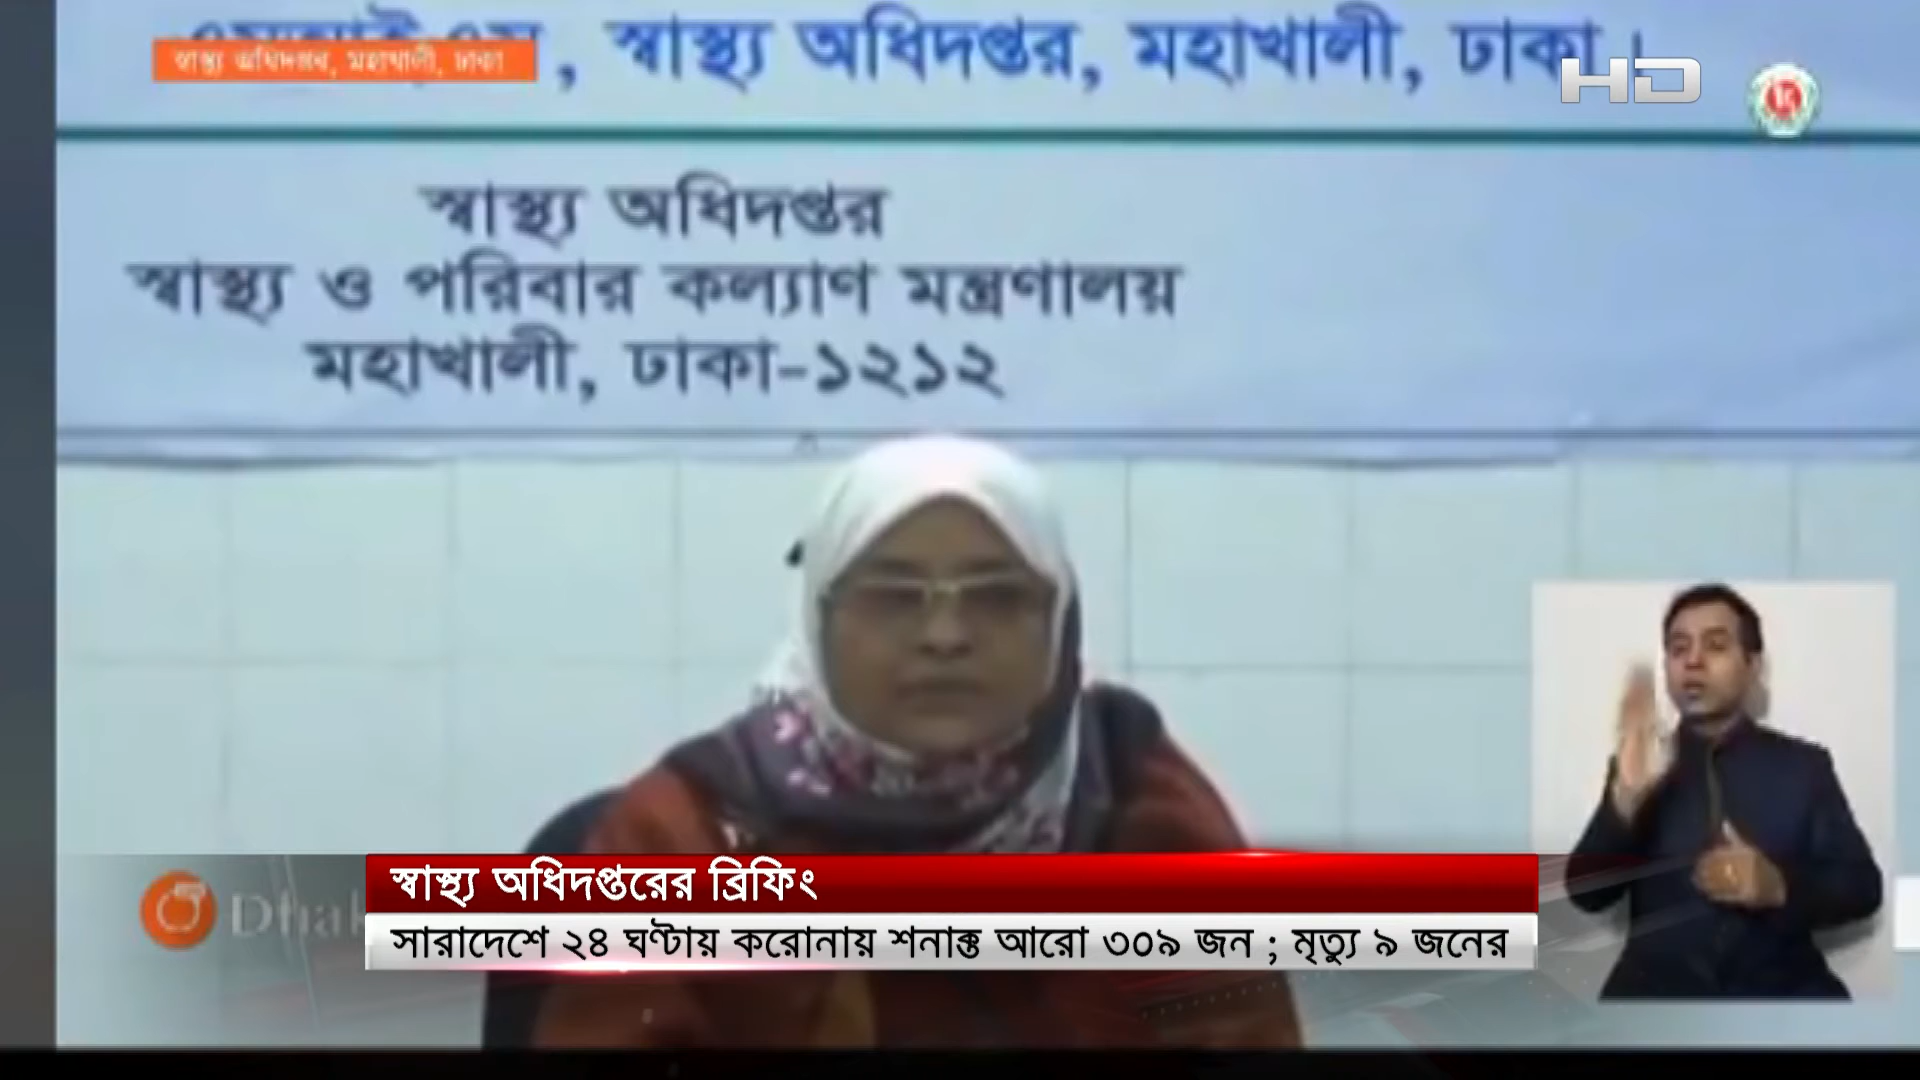 স্বাস্থ্য অধিদপ্তর, মহাখালী, ঢাকা।
স্বাস্থ্য অধিদপ্তর, মহাখালী, ঢাকা
HD
স্বাস্থ্য অধিদপ্তর
স্বাস্থ্য ও পরিবার কল্যাণ মন্ত্রণালয়
মহাখালী, ঢাকা-১২১২
স্বাস্থ্য অধিদপ্তরের ব্রিফিং
Dhak
সারাদেশে ২৪ ঘণ্টায় করোনায় শনাক্ত আরো ৩০৯ জন ; মৃত্যু ৯ জনের